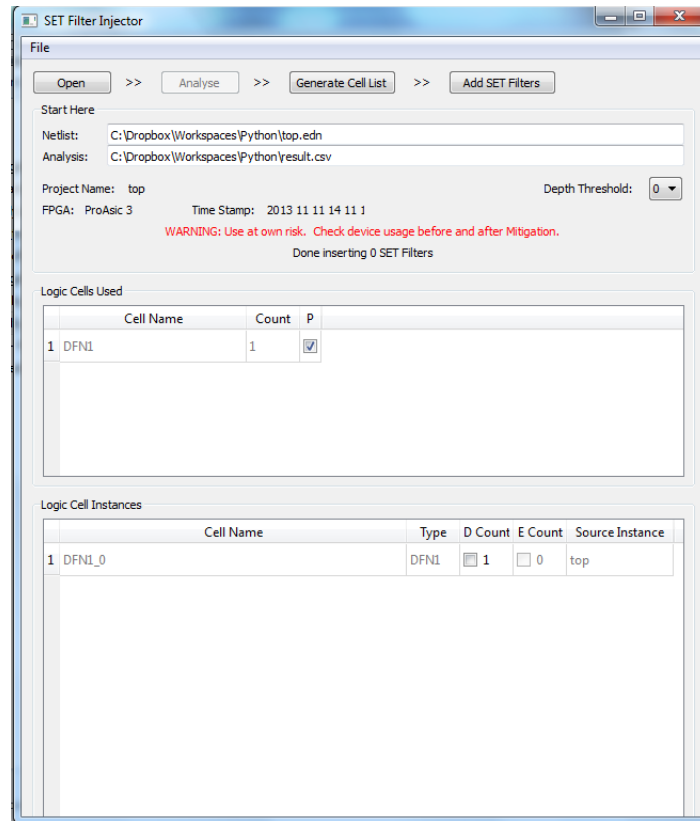 SET Filter Injector
File
Open >> Analyse >> Generate Cell List >> Add SET Filters
Start Here
Netlist: C:\Dropbox\Workspaces\Python\top.edn
Analysis: C:\Dropbox\Workspaces\Python\result.csv
Project Name: top Depth Threshold: 0
FPGA: ProAsic 3 Time Stamp: 2013 11 11 14 11 1
WARNING: Use at own risk. Check device usage before and after Mitigation.
Done inserting 0 SET Filters
Logic Cells Used
Cell Name Count P
1 DFN1 1
Logic Cell Instances
Cell Name Type D Count E Count Source Instance
1 DFN1_0 DFN1 1 0 top